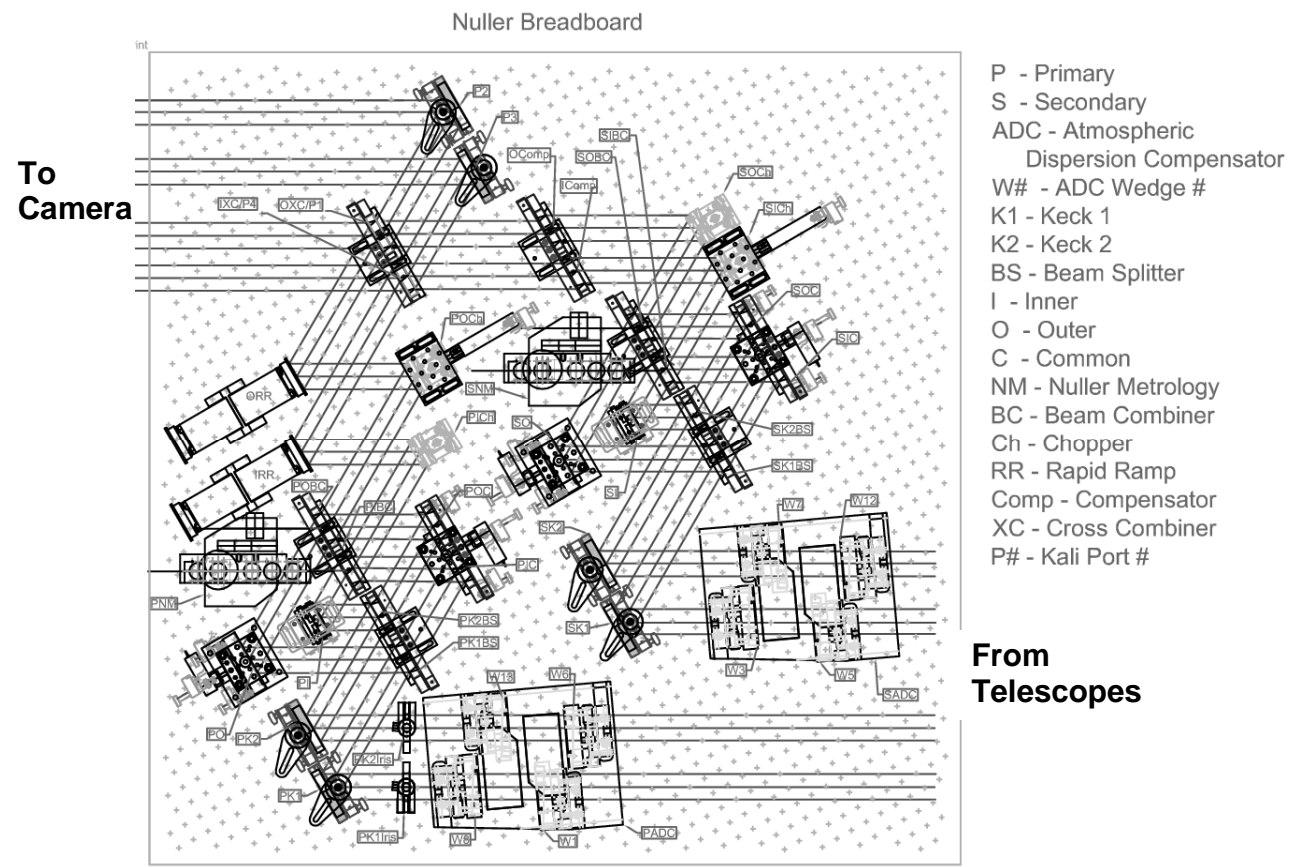 Nuller Breadboard
int
P2
P3
SIBC
OComp
SOBC
SOCh
IComp
SICh
IXC/P4
OXC/P1
SOC
POCh
SIC
ORR
SNM
PICh
SO
SK2BS
IRR
SK1BS
POBC
POC
SI
W7
W12
PIBC
SK2
PIC
PNM
PK2BS
SK1
PK1BS
W3
W5
PI
W13
W6
SADC
PO
PK2
PK2Iris
PK1
PK1Iris
W8
W1
PADC
To
Camera
From
Telescopes
P - Primary
S - Secondary
ADC - Atmospheric
Dispersion Compensator
W# - ADC Wedge #
K1 - Keck 1
K2 - Keck 2
BS - Beam Splitter
I - Inner
O - Outer
C - Common
NM - Nuller Metrology
BC - Beam Combiner
Ch - Chopper
RR - Rapid Ramp
Comp - Compensator
XC - Cross Combiner
P# - Kali Port #